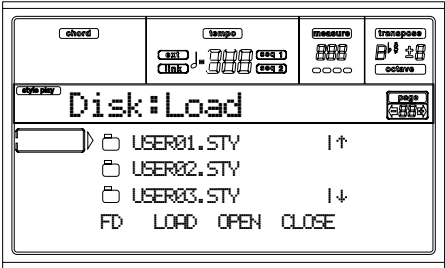 chord tempo measure transpose
ext seq 1
link seq 2
octave
style play Disk:Load page
USER01.STY
USER02.STY
USER03.STY
FD LOAD OPEN CLOSE